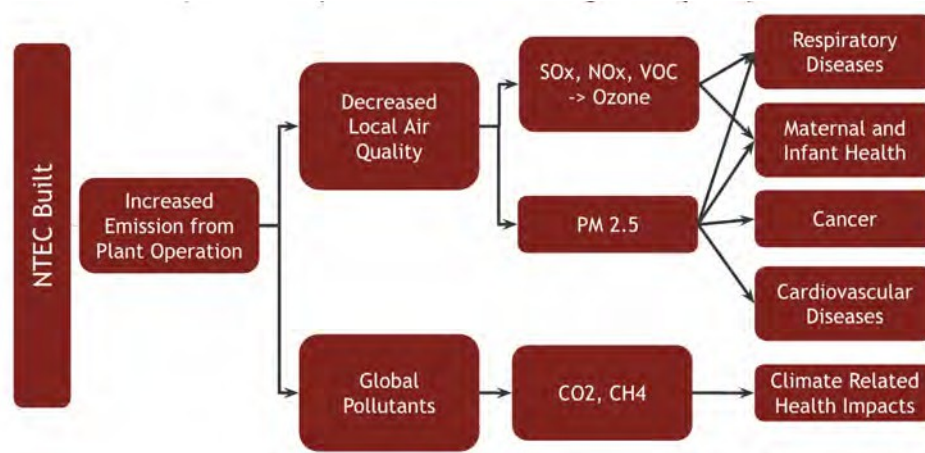 NTEC Built
Increased
Emission from
Plant Operation
Decreased
Local Air
Quality
Global
Pollutants
SOx, NOx, VOC
-> Ozone
PM 2.5
CO2, CH4
Respiratory
Diseases
Maternal and
Infant Health
Cancer
Cardiovascular
Diseases
Climate Related
Health Impacts